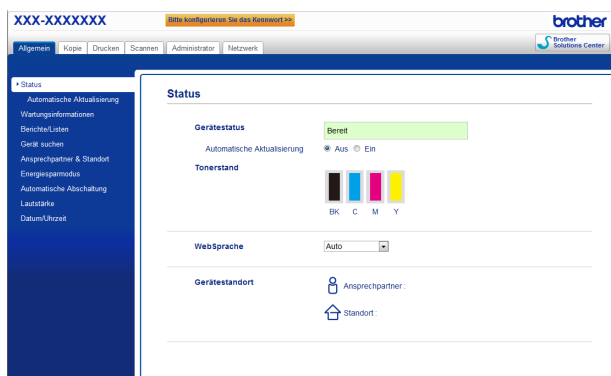 XXX-XXXXXXX
Bitte konfigurieren Sie das Kennwort >>
brother
Allgemein Kopie Drucken Scannen Administrator Netzwerk
Brother
Solutions Center
Status
Automatische Aktualisierung
Wartungsinformationen
Berichte/Listen
Gerät suchen
Ansprechpartner & Standort
Energiesparmodus
Automatische Abschaltung
Lautstärke
Datum/Uhrzeit
Status
Gerätestatus Bereit
Automatische Aktualisierung Aus Ein
Tonerstand
BK C M Y
WebSprache Auto
Gerätestandort Ansprechpartner :
Standort :